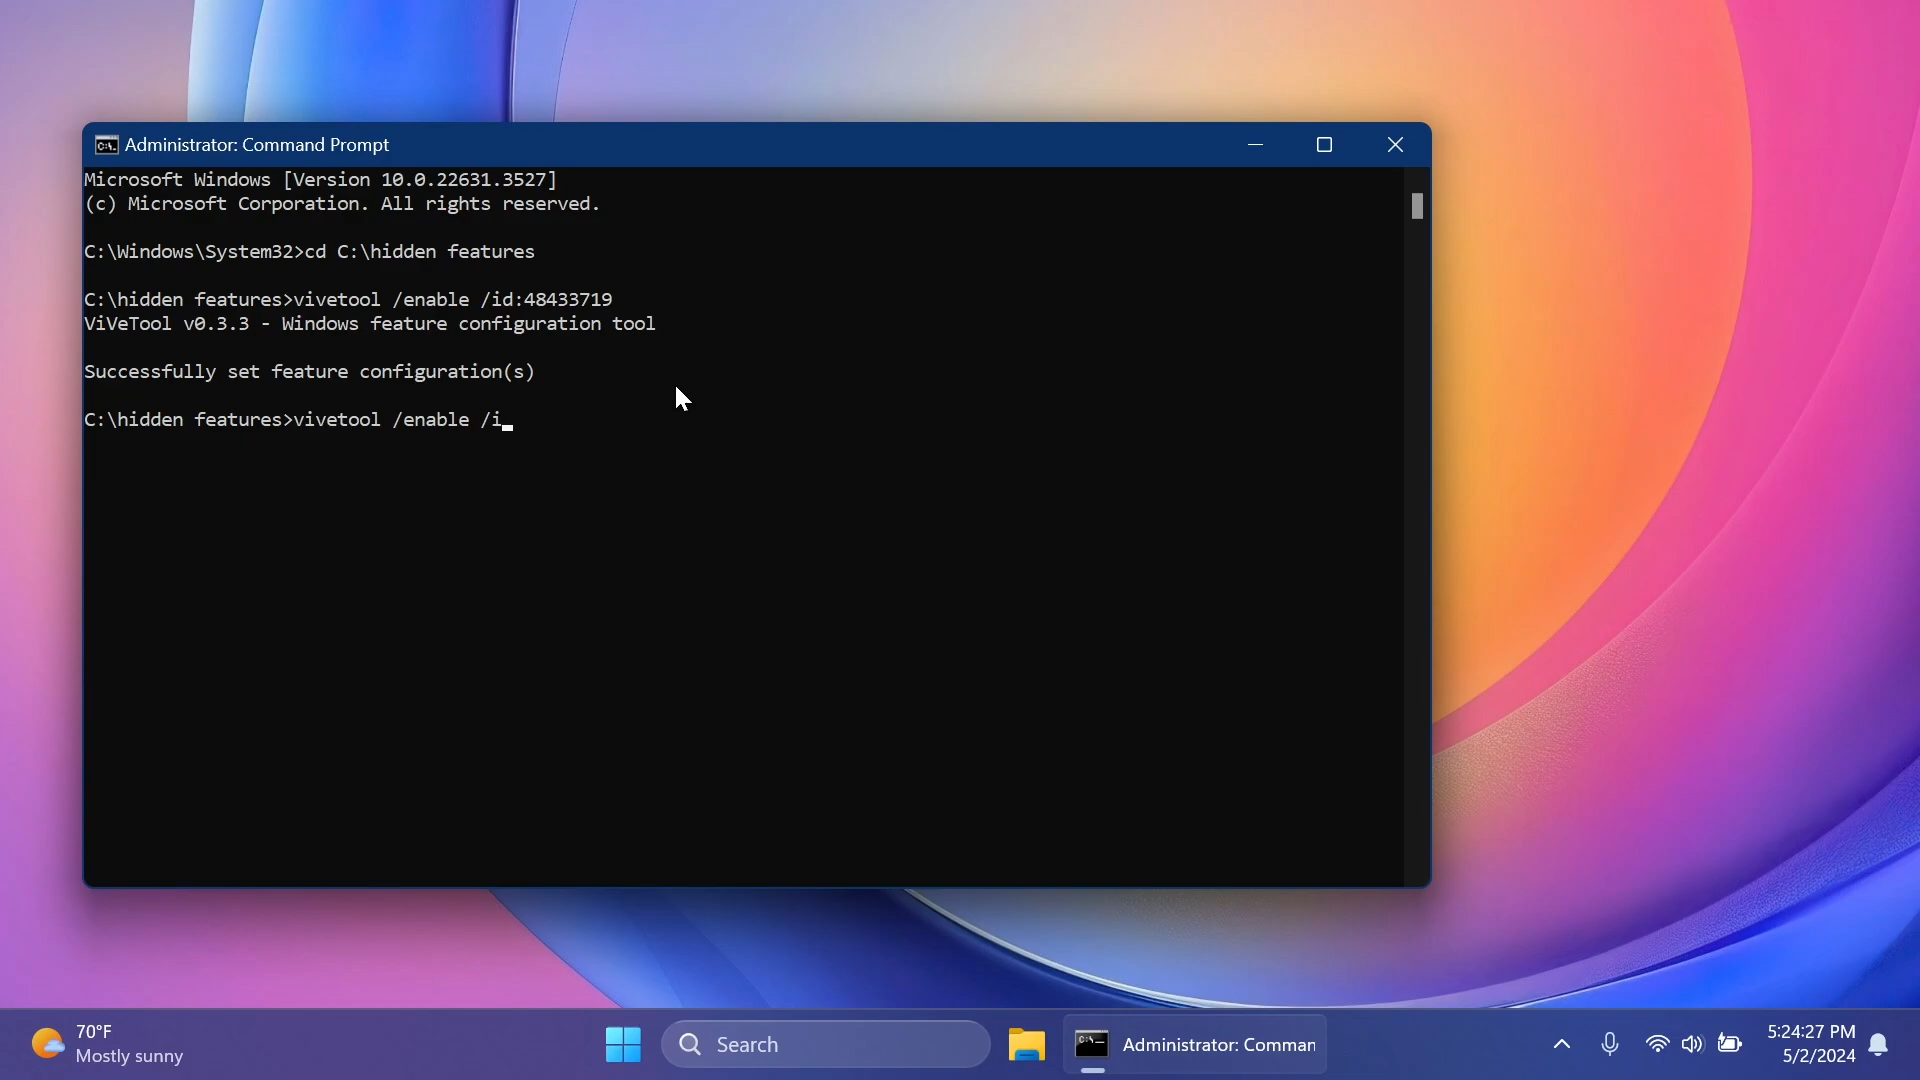 Administrator: Command Prompt
Microsoft Windows [Version 10.0.22631.3527]
(c) Microsoft Corporation. All rights reserved.
C:\Windows\System32>cd C:\hidden features
C:\hidden features>vivetool /enable /id:48433719
ViVeTool v0.3.3 - Windows feature configuration tool
Successfully set feature configuration(s)
C:\hidden features>vivetool /enable /i
70°F
Mostly sunny
Search
Administrator: Comman
5:24:27 PM
5/2/2024